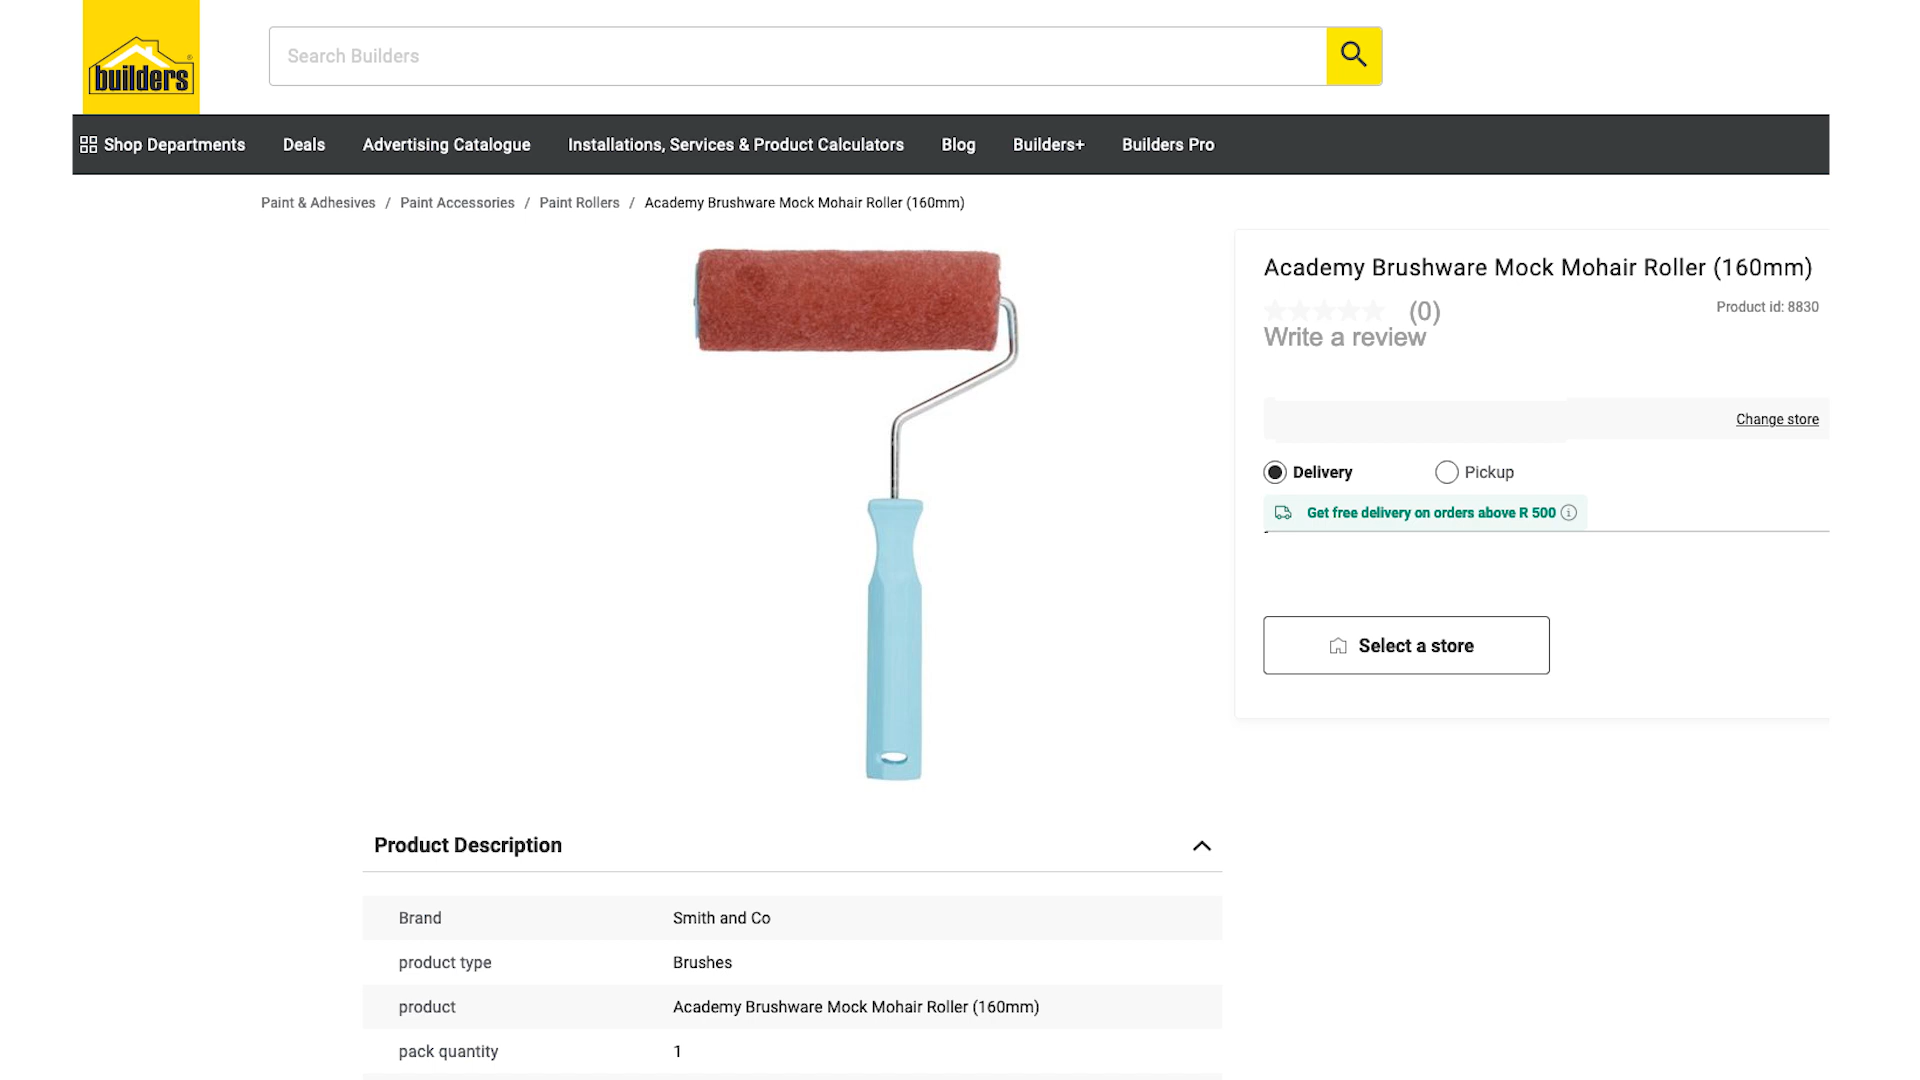 builders
Search Builders
Shop Departments Deals Advertising Catalogue Installations, Services & Product Calculators Blog Builders+ Builders Pro
Paint & Adhesives / Paint Accessories / Paint Rollers / Academy Brushware Mock Mohair Roller (160mm)
Academy Brushware Mock Mohair Roller (160mm)
(0) Product id: 8830
Write a review
Change store
Delivery Pickup
Get free delivery on orders above R 500
Select a store
Product Description
Brand Smith and Co
product type Brushes
product Academy Brushware Mock Mohair Roller (160mm)
pack quantity 1